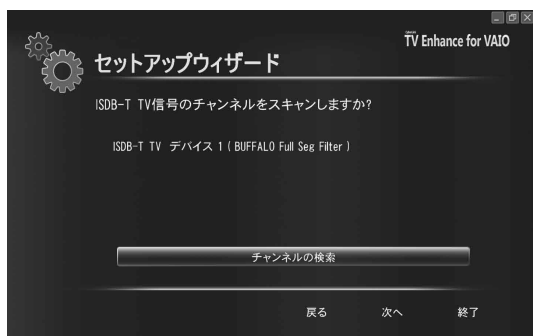 TV Enhance for VAIO
セットアップウィザード
ISDB-T TV信号のチャンネルをスキャンしますか?
ISDB-T TV デバイス 1 ( BUFFALO Full Seg Filter )
チャンネルの検索
戻る 次へ 終了